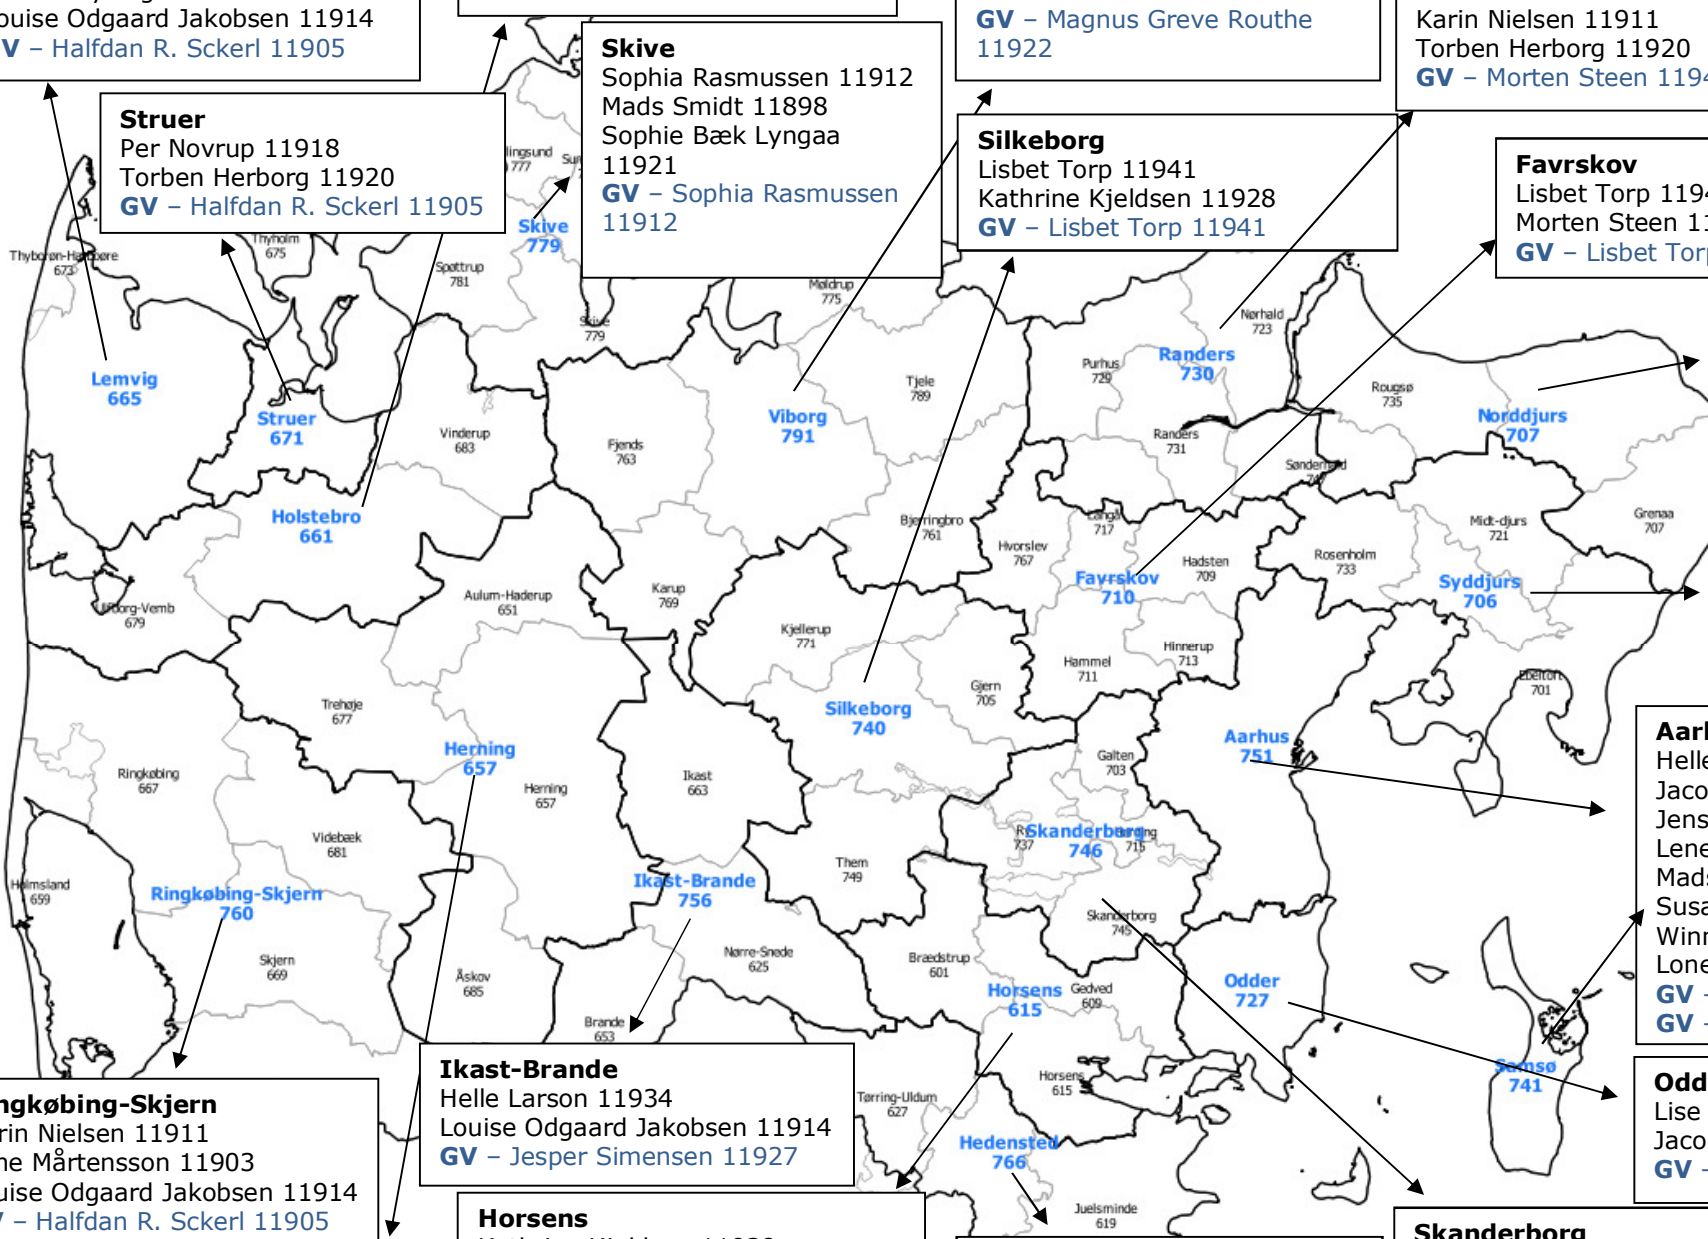 Louise Odgaard Jakobsen 11914
GV – Halfdan R. Sckerl 11905
Struer
Per Novrup 11918
Torben Herborg 11920
GV – Halfdan R. Sckerl 11905
Skive
Sophia Rasmussen 11912
Mads Smidt 11898
Sophie Bæk Lyngaa
11921
GV – Sophia Rasmussen
11912
GV – Magnus Greve Routhe
11922
Silkeborg
Lisbet Torp 11941
Kathrine Kjeldsen 11928
GV – Lisbet Torp 11941
Karin Nielsen 11911
Torben Herborg 11920
GV – Morten Steen 1194
Favrskov
Lisbet Torp 1194
Morten Steen 11
GV – Lisbet Torp
777
Skive
779
Thyholm
675
673
Spøttrup
781
Skive
779
Møldrup
775
Nørhald
723
Lemvig
665
Struer
671
Vinderup
683
Fjends
763
Viborg
791
Tjele
789
Purhus
729
Randers
730
Rougsø
735
Norddjurs
707
Randers
731
Holstebro
661
Bjerringbro
761
Hvorslev
767
Langå
717
Hadsten
709
Favrskov
710
Rosenholm
733
Midt-djurs
721
Grenaa
707
Syddjurs
706
Ulfborg-Vemb
679
Aulum-Haderup
651
Karup
769
Kjellerup
771
Hammel
711
Hinnerup
713
Gjern
705
Ebeltoft
701
Trehøje
677
Silkeborg
740
Herning
657
Herning
657
Ikast
663
Aarhus
751
Galten
703
Ringkøbing
667
Videbæk
681
Ry
737
Skanderborg
746
715
Them
749
Holmsland
659
Ringkøbing-Skjern
760
Ikast-Brande
756
Skanderborg
745
Skjern
669
Åskov
685
Nørre-Snede
625
Brædstrup
601
Horsens
615
Gedved
609
Odder
727
Brande
653
Horsens
615
Tørring-Uldum
627
Hedensted
766
Juelsminde
619
Samsø
741
Aarh
Helle
Jaco
Jens
Lene
Mads
Susa
Winn
Lone
GV –
GV –
Odd
Lise
Jaco
GV –
ngkøbing-Skjern
rin Nielsen 11911
ne Mårtensson 11903
uise Odgaard Jakobsen 11914
– Halfdan R. Sckerl 11905
Ikast-Brande
Helle Larson 11934
Louise Odgaard Jakobsen 11914
GV – Jesper Simensen 11927
Horsens
Skanderborg